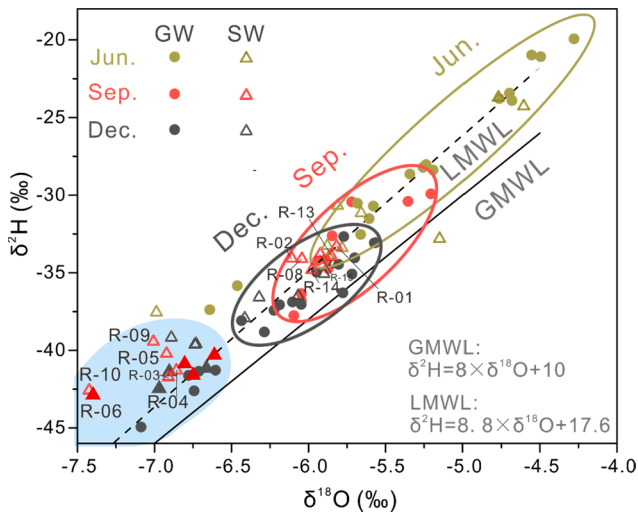 GW SW
Jun.
Sep.
Dec.
Jun.
Sep.
Dec.
LMWL
GMWL
R-13
R-02
R-08
R-15
R-14
R-01
R-09
R-05
R-10
R-03
R-04
R-06
GMWL:
δ²H=8×δ¹⁸O+10
LMWL:
δ²H=8.8×δ¹⁸O+17.6
δ²H (‰)
-20
-25
-30
-35
-40
-45
-7.5 -7.0 -6.5 -6.0 -5.5 -5.0 -4.5 -4.0
δ¹⁸O (‰)